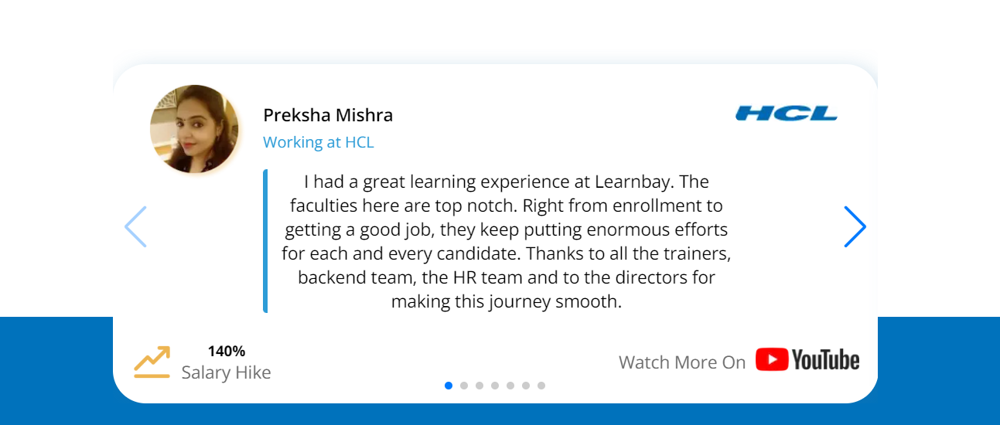 Preksha Mishra
HCL
Working at HCL
I had a great learning experience at Learnbay. The
faculties here are top notch. Right from enrollment to
getting a good job, they keep putting enormous efforts
for each and every candidate. Thanks to all the trainers,
backend team, the HR team and to the directors for
making this journey smooth.
140%
Salary Hike
Watch More On YouTube